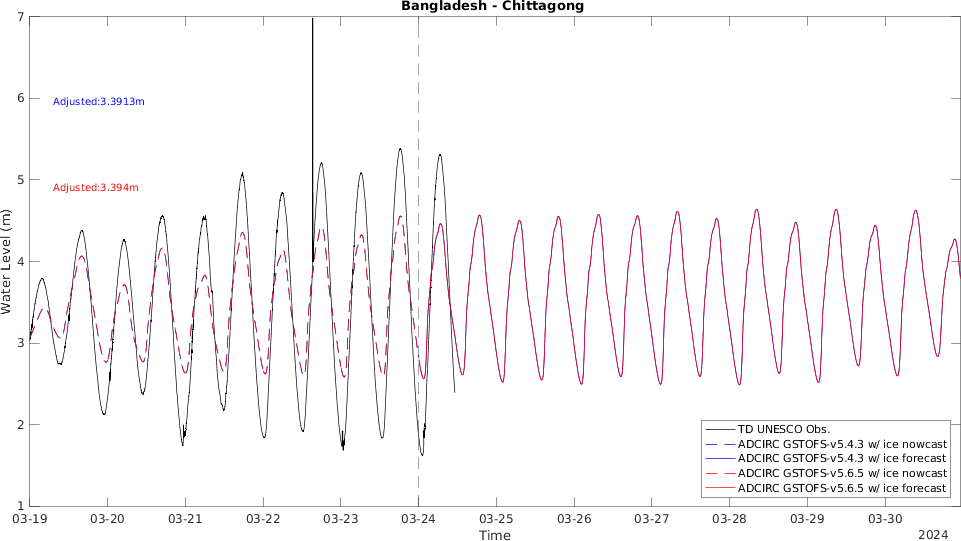 Bangladesh - Chittagong
7
6
5
4
3
2
1
Water Level (m)
Adjusted:3.3913m
Adjusted:3.394m
TD UNESCO Obs.
ADCIRC GSTOFS-v5.4.3 w/ ice nowcast
ADCIRC GSTOFS-v5.4.3 w/ ice forecast
ADCIRC GSTOFS-v5.6.5 w/ ice nowcast
ADCIRC GSTOFS-v5.6.5 w/ ice forecast
03-19 03-20 03-21 03-22 03-23 03-24 03-25 03-26 03-27 03-28 03-29 03-30
Time
2024